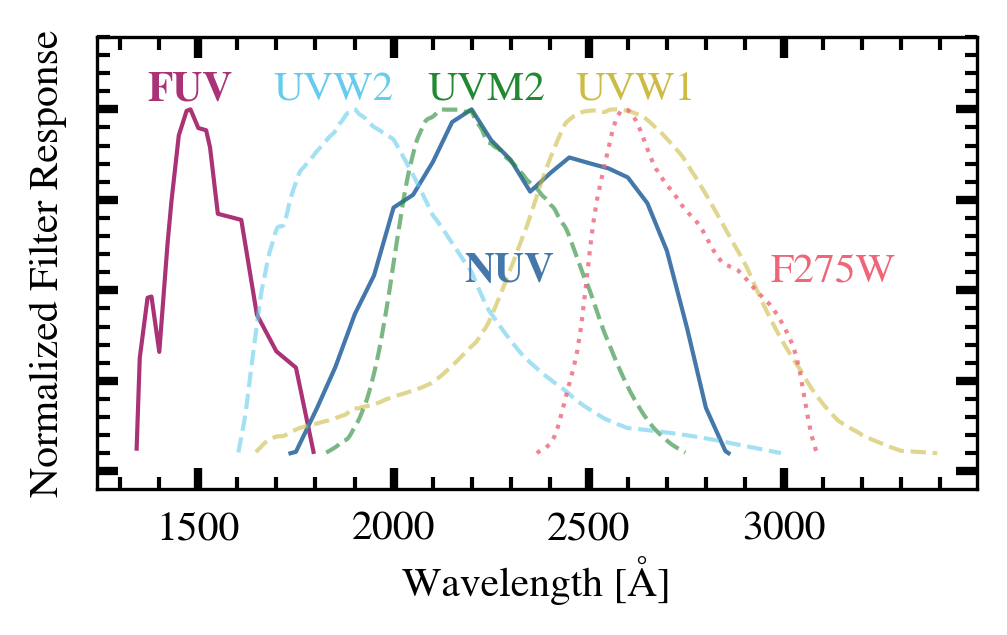 Normalized Filter Response
FUV UVW2 UVM2 UVW1
NUV F275W
1500 2000 2500 3000
Wavelength [Å]